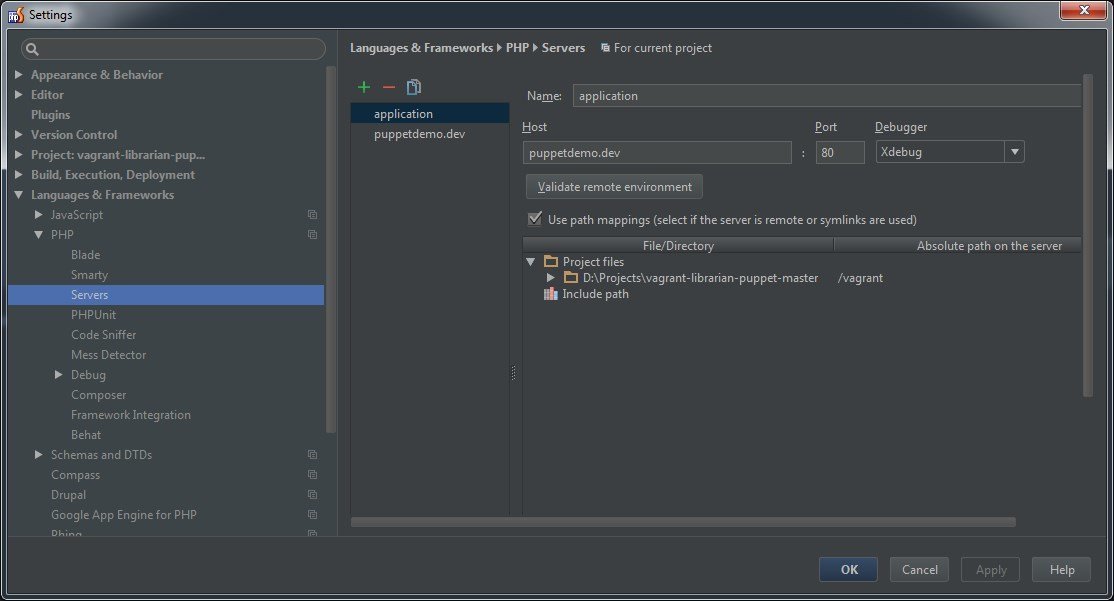 Settings
Languages & Frameworks PHP Servers For current project
Appearance & Behavior
Editor
Plugins
Version Control
Project: vagrant-librarian-pup...
Build, Execution, Deployment
Languages & Frameworks
JavaScript
PHP
Blade
Smarty
Servers
PHPUnit
Code Sniffer
Mess Detector
Debug
Composer
Framework Integration
Behat
Schemas and DTDs
Compass
Drupal
Google App Engine for PHP
Phing
application
puppetdemo.dev
Name: application
Host Port Debugger
puppetdemo.dev : 80 Xdebug
Validate remote environment
Use path mappings (select if the server is remote or symlinks are used)
File/Directory Absolute path on the server
Project files
D:\Projects\vagrant-librarian-puppet-master /vagrant
Include path
OK Cancel Apply Help